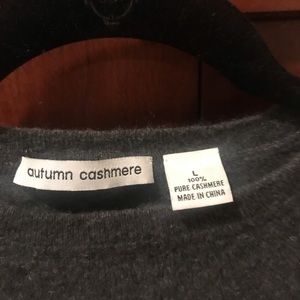 autumn cashmere
L
100%
PURE CASHMERE
MADE IN CHINA